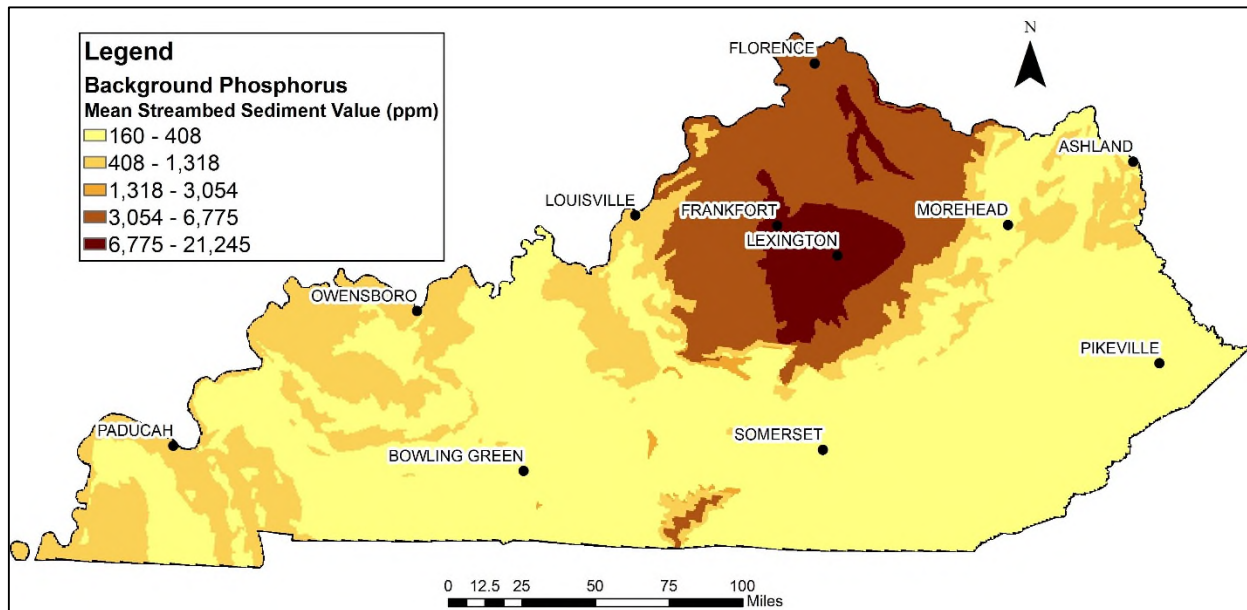 Legend
Background Phosphorus
Mean Streambed Sediment Value (ppm)
160 - 408
408 - 1,318
1,318 - 3,054
3,054 - 6,775
6,775 - 21,245
N
FLORENCE
ASHLAND
LOUISVILLE
FRANKFORT
MOREHEAD
LEXINGTON
OWENSBORO
PIKEVILLE
PADUCAH
SOMERSET
BOWLING GREEN
0 12.5 25 50 75 100
Miles